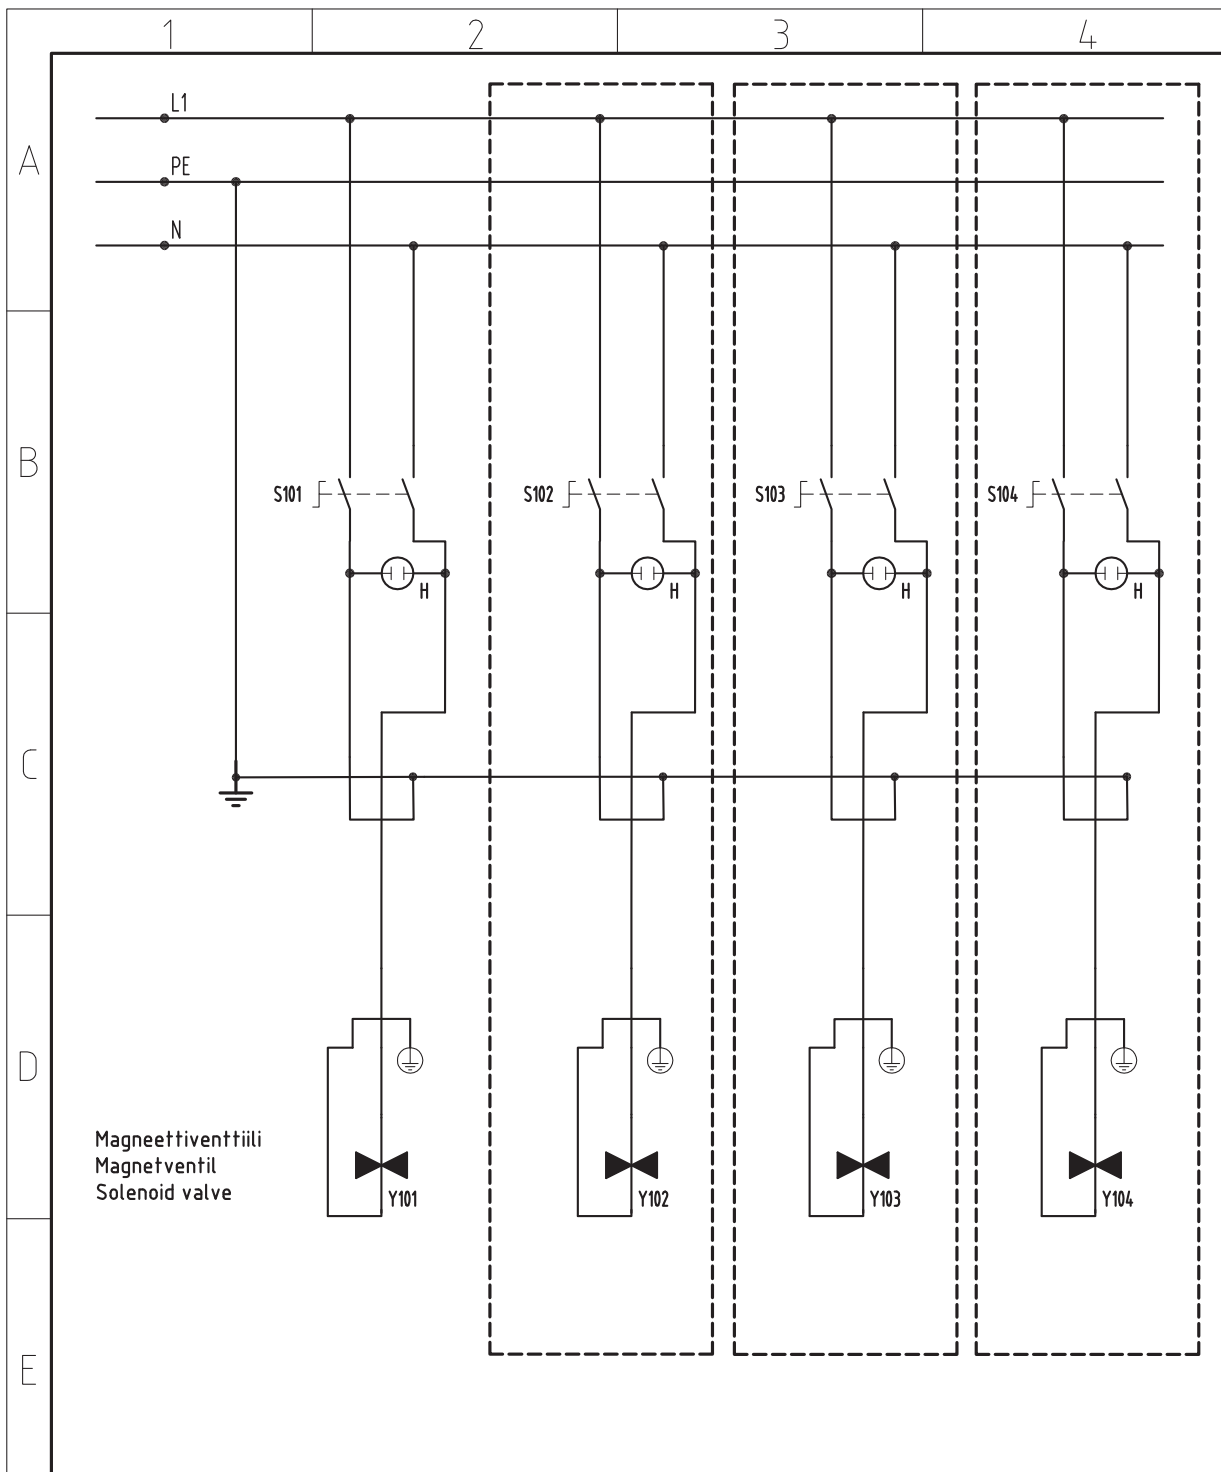 1 2 3 4
A
L1
PE
N
B
S101 S102 S103 S104
H H H H
C
D
Magneettiventtiili
Magnetventil
Solenoid valve
Y101 Y102 Y103 Y104
E